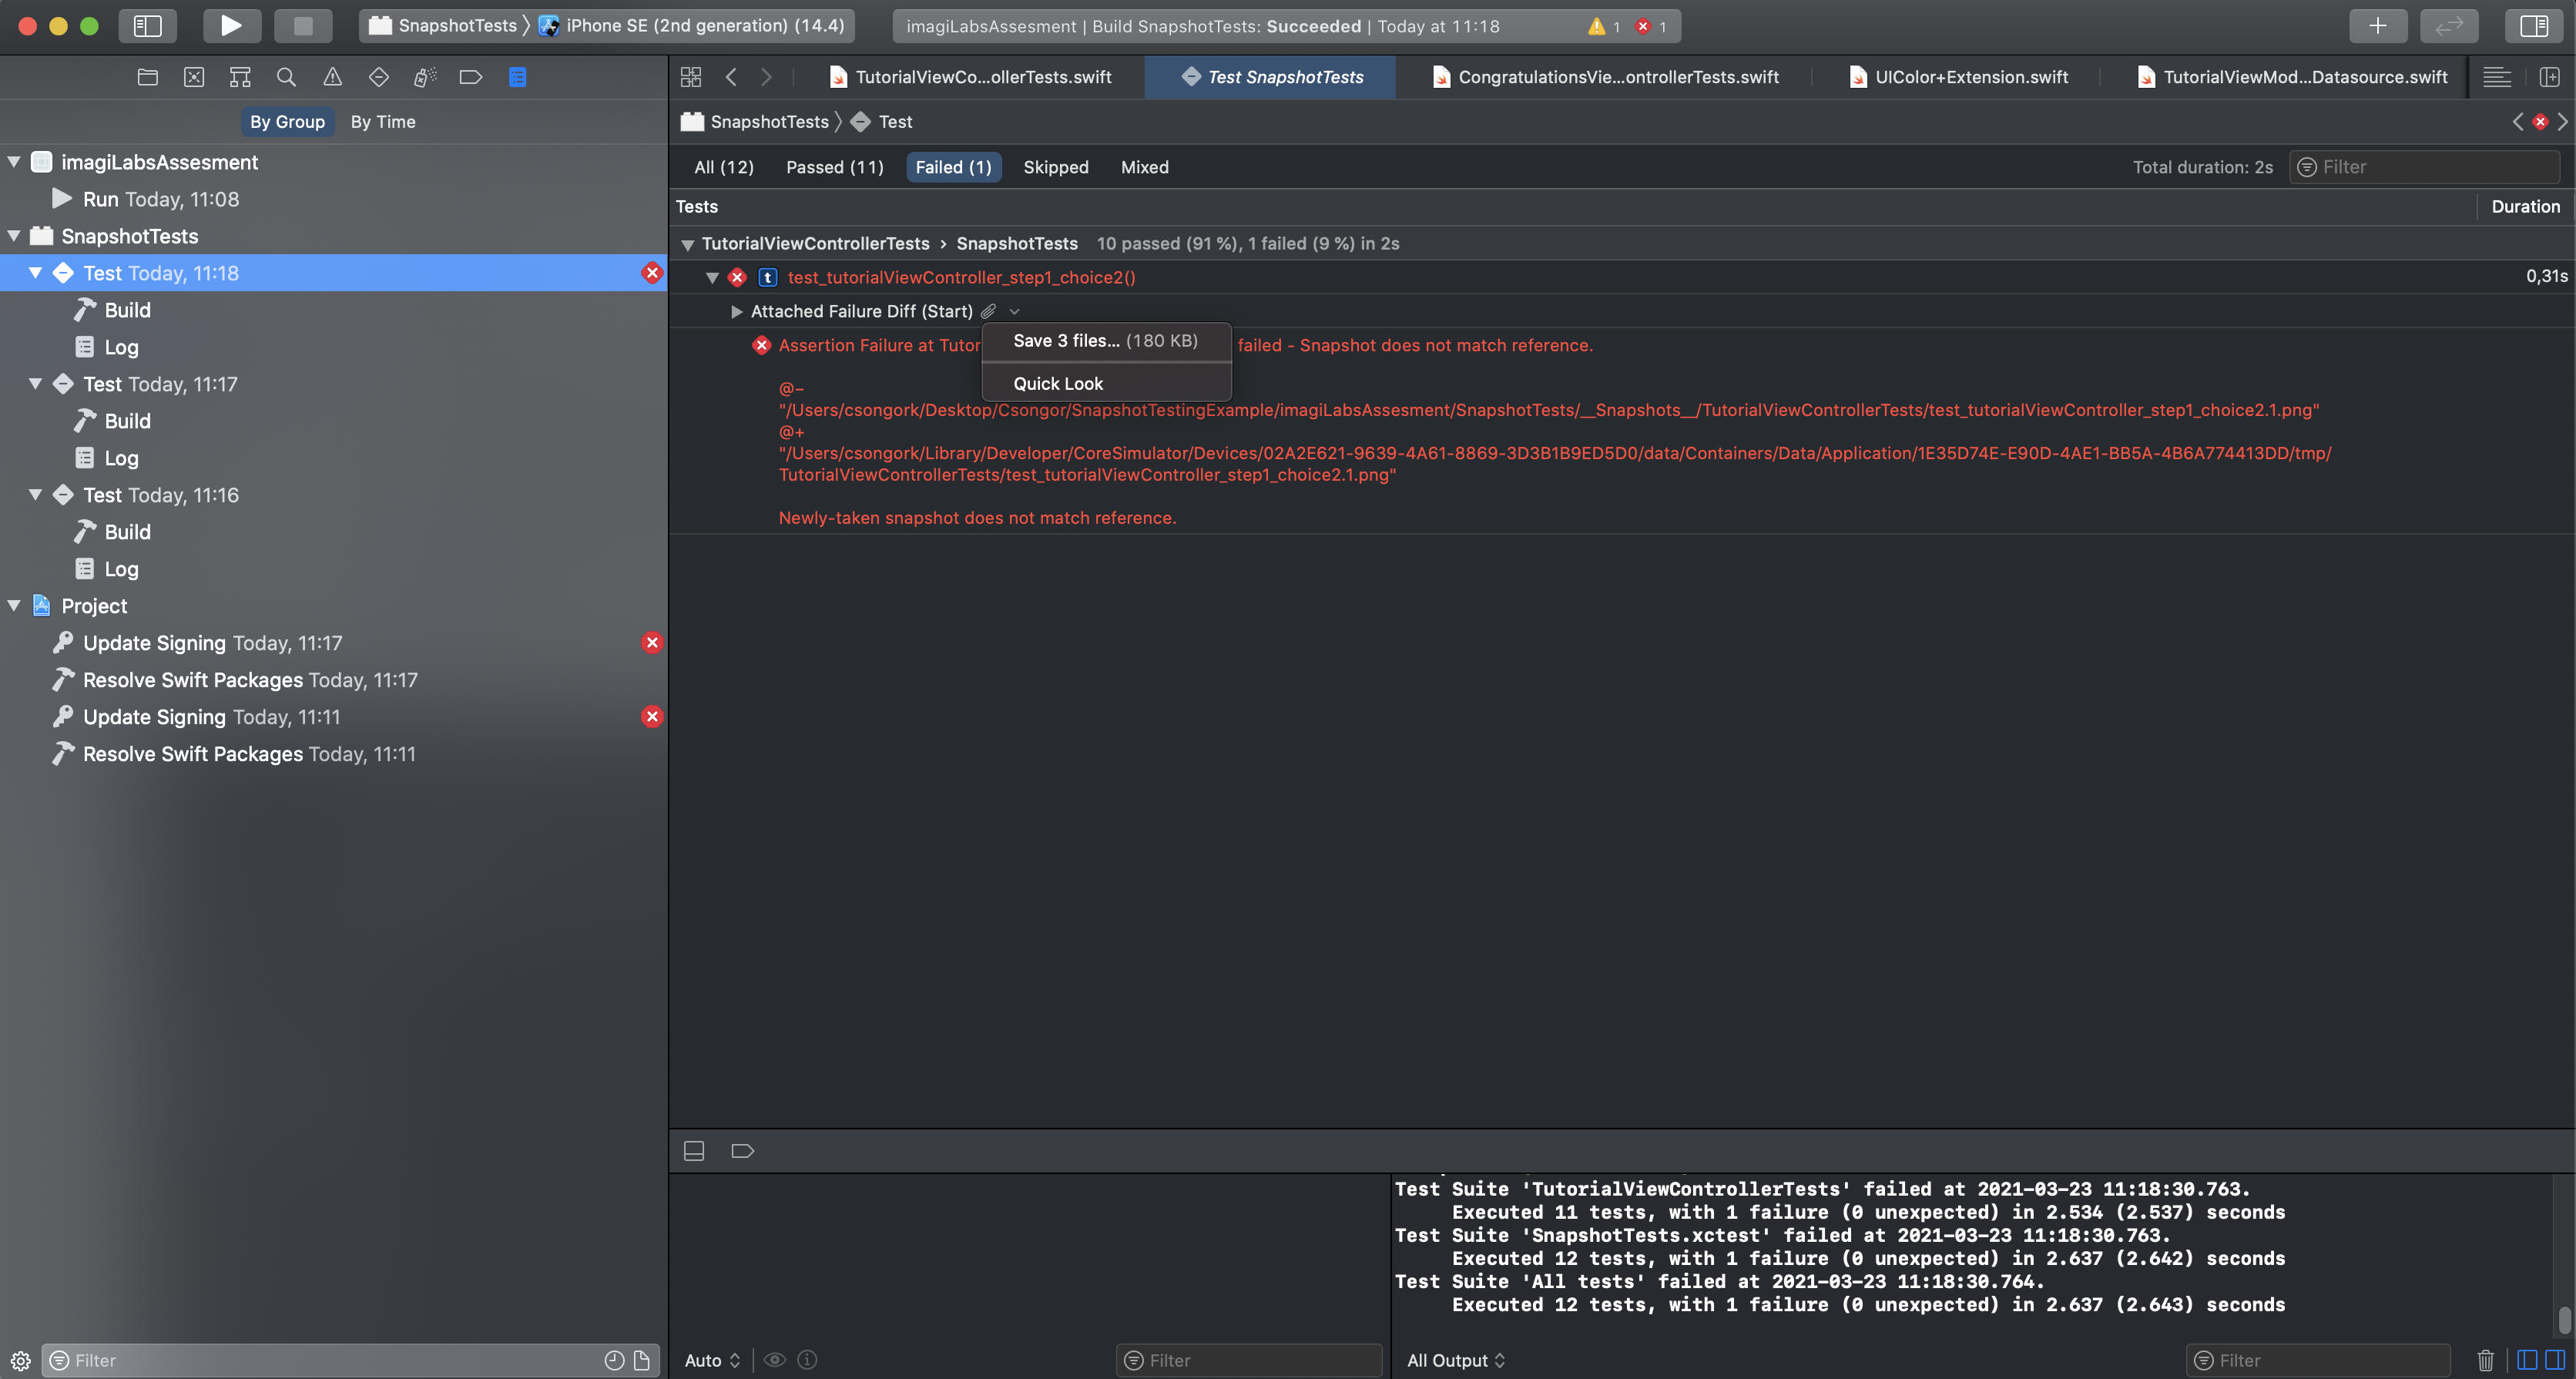 SnapshotTests 〉 iPhone SE (2nd generation) (14.4)
imagiLabsAssesment | Build SnapshotTests: Succeeded | Today at 11:18
1
1
TutorialViewCo...ollerTests.swift
Test SnapshotTests
CongratulationsVie...ontrollerTests.swift
UIColor+Extension.swift
TutorialViewMod...Datasource.swift
By Group
By Time
SnapshotTests 〉 Test
imagiLabsAssesment
Run Today, 11:08
SnapshotTests
Test Today, 11:18
Build
Log
Test Today, 11:17
Build
Log
Test Today, 11:16
Build
Log
Project
Update Signing Today, 11:17
Resolve Swift Packages Today, 11:17
Update Signing Today, 11:11
Resolve Swift Packages Today, 11:11
Filter
All (12)
Passed (11)
Failed (1)
Skipped
Mixed
Total duration: 2s
Filter
Tests
Duration
TutorialViewControllerTests › SnapshotTests 10 passed (91 %), 1 failed (9 %) in 2s
t test_tutorialViewController_step1_choice2()
0,31s
Attached Failure Diff (Start)
Save 3 files... (180 KB)
Quick Look
Assertion Failure at Tutor
failed - Snapshot does not match reference.
@−
"/Users/csongork/Desktop/Csongor/SnapshotTestingExample/imagiLabsAssesment/SnapshotTests/__Snapshots__/TutorialViewControllerTests/test_tutorialViewController_step1_choice2.1.png"
@+
"/Users/csongork/Library/Developer/CoreSimulator/Devices/02A2E621-9639-4A61-8869-3D3B1B9ED5D0/data/Containers/Data/Application/1E35D74E-E90D-4AE1-BB5A-4B6A774413DD/tmp/
TutorialViewControllerTests/test_tutorialViewController_step1_choice2.1.png"
Newly-taken snapshot does not match reference.
Test Suite 'TutorialViewControllerTests' failed at 2021-03-23 11:18:30.763.
Executed 11 tests, with 1 failure (0 unexpected) in 2.534 (2.537) seconds
Test Suite 'SnapshotTests.xctest' failed at 2021-03-23 11:18:30.763.
Executed 12 tests, with 1 failure (0 unexpected) in 2.637 (2.642) seconds
Test Suite 'All tests' failed at 2021-03-23 11:18:30.764.
Executed 12 tests, with 1 failure (0 unexpected) in 2.637 (2.643) seconds
Auto
Filter
All Output
Filter